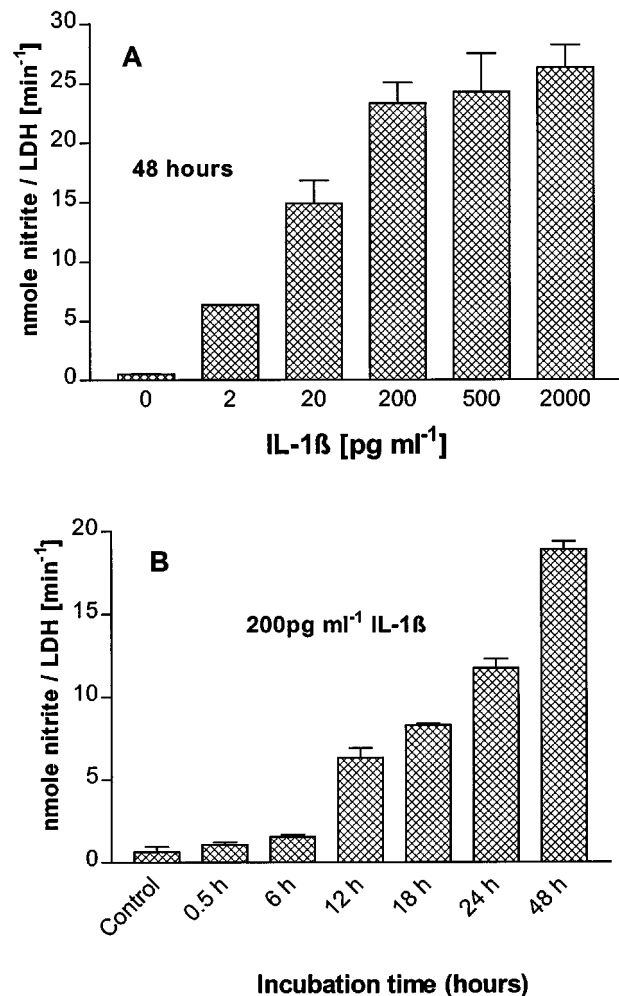 A
48 hours
nmole nitrite / LDH [min⁻¹]
30
25
20
15
10
5
0
0 2 20 200 500 2000
IL-1ß [pg ml⁻¹]
B
200pg ml⁻¹ IL-1ß
nmole nitrite / LDH [min⁻¹]
20
15
10
5
0
Control 0.5 h 6 h 12 h 18 h 24 h 48 h
Incubation time (hours)